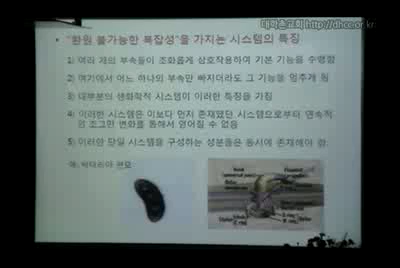 대학촌교회 http://dhcc.or.kr
• "환원 불가능한 복잡성"을 가지는 시스템의 특징
1) 여러 개의 부속들이 조화롭게 상호작용하여 기본 기능을 수행함
2) 여기에서 어느 하나의 부속만 빠지더라도 그 기능을 멈추게 됨
3) 대부분의 생화학적 시스템이 이러한 특징을 가짐
4) 이러한 시스템은 이보다 먼저 존재했던 시스템으로부터 연속적
인 조그만 변화를 통해서 얻어질 수 없음
5) 이러한 단일 시스템을 구성하는 성분들은 동시에 존재해야 함.
예: 박테리아 편모